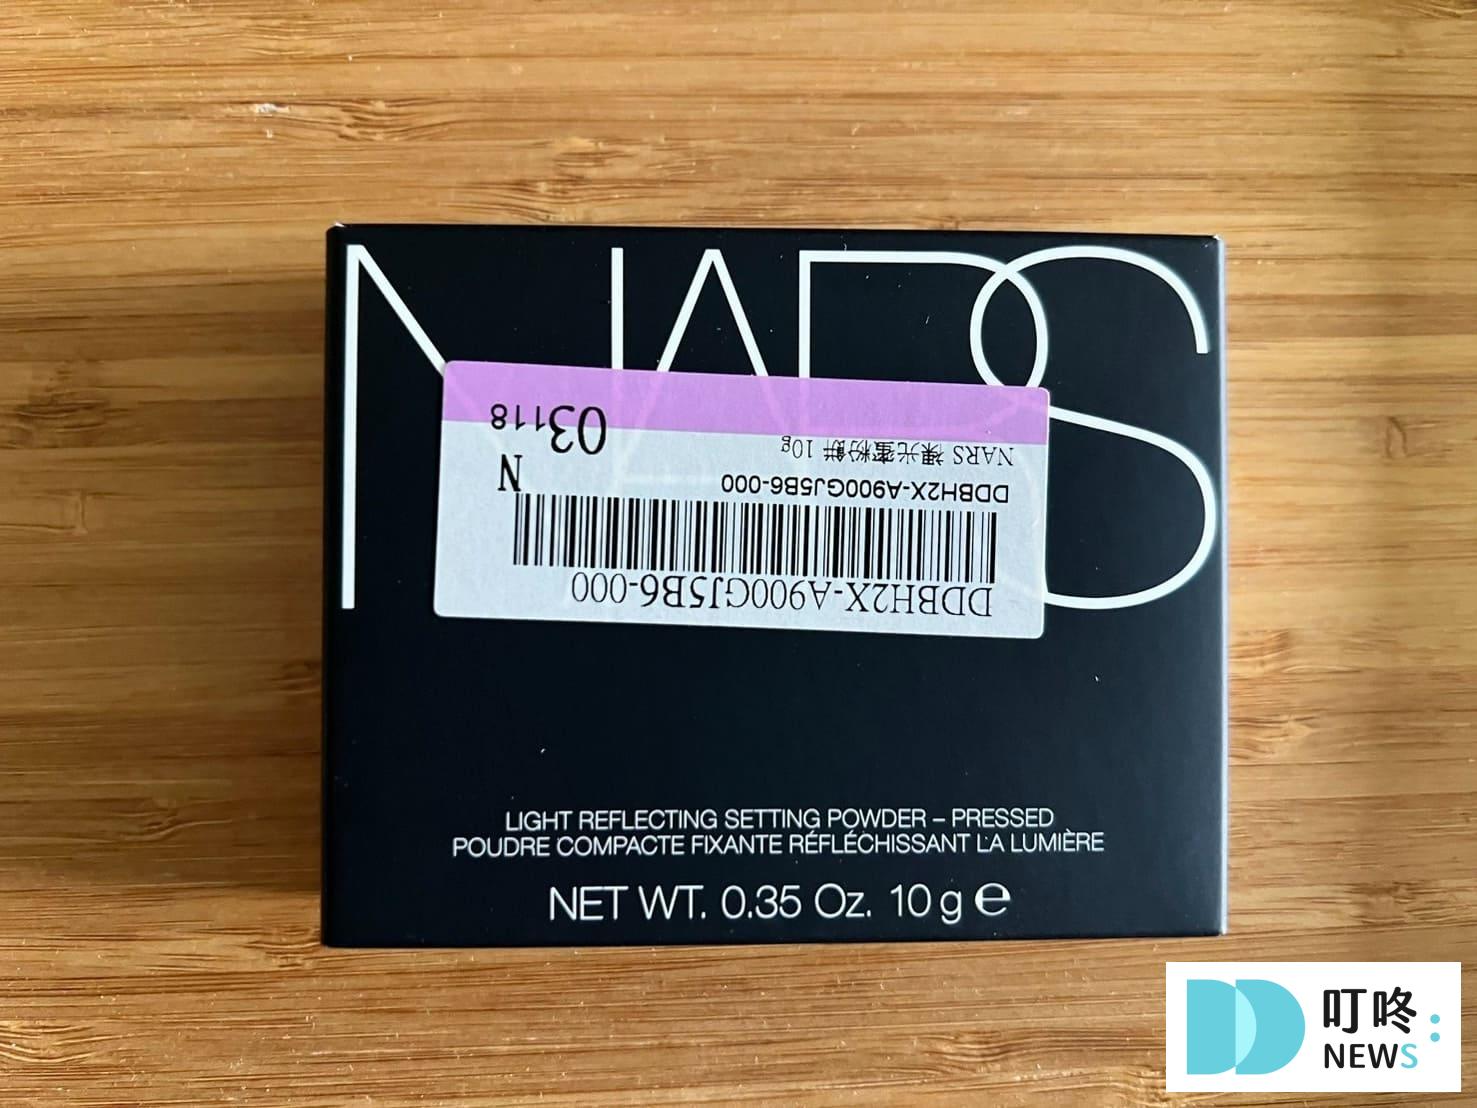 NARS
03118
NARS 裸光蜜粉餅 10g
N
DDBH2X-A900GJ5B6-000
DDBH2X-A900GJ5B6-000
LIGHT REFLECTING SETTING POWDER – PRESSED
POUDRE COMPACTE FIXANTE RÉFLÉCHISSANT LA LUMIÈRE
NET WT. 0.35 Oz. 10 g e
叮咚
NEWS